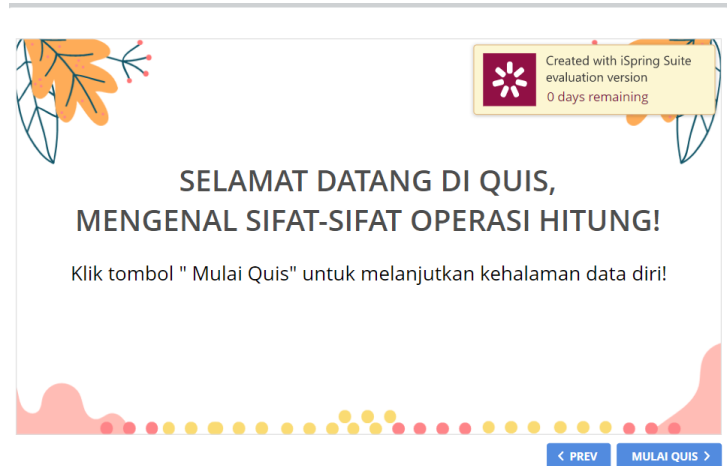 Created with iSpring Suite
evaluation version
0 days remaining
SELAMAT DATANG DI QUIS,
MENGENAL SIFAT-SIFAT OPERASI HITUNG!
Klik tombol " Mulai Quis" untuk melanjutkan kehalaman data diri!
< PREV
MULAI QUIS >